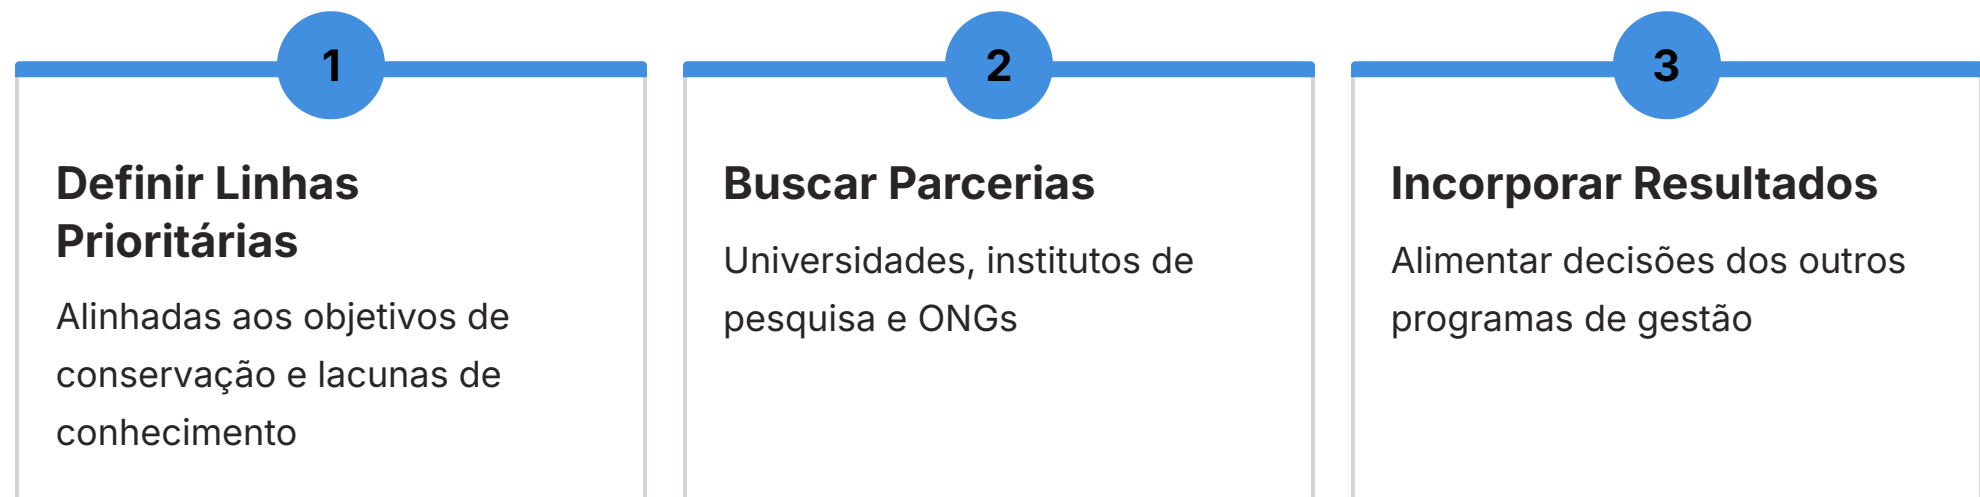 1
Definir Linhas
Prioritárias
Alinhadas aos objetivos de
conservação e lacunas de
conhecimento
2
Buscar Parcerias
Universidades, institutos de
pesquisa e ONGs
3
Incorporar Resultados
Alimentar decisões dos outros
programas de gestão